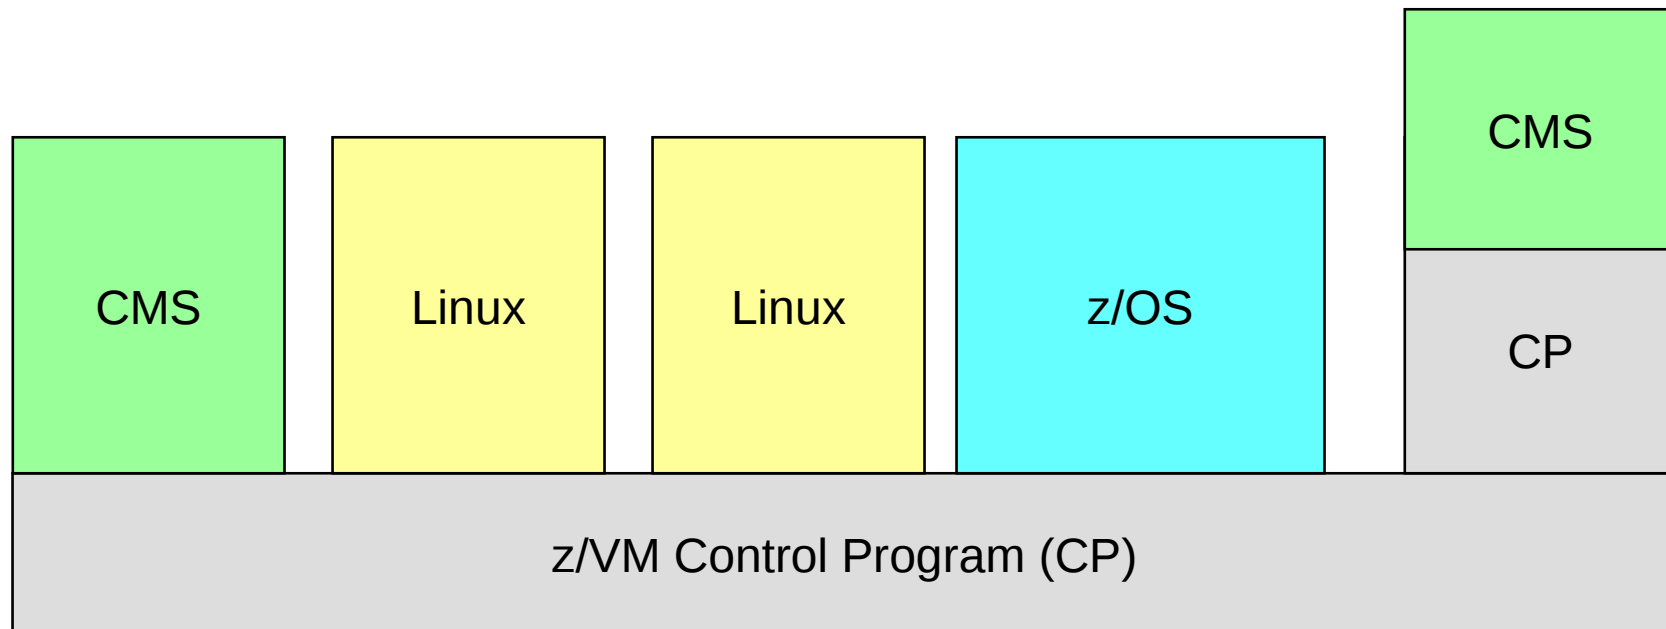 CMS
CMS
Linux
Linux
z/OS
CP
z/VM Control Program (CP)